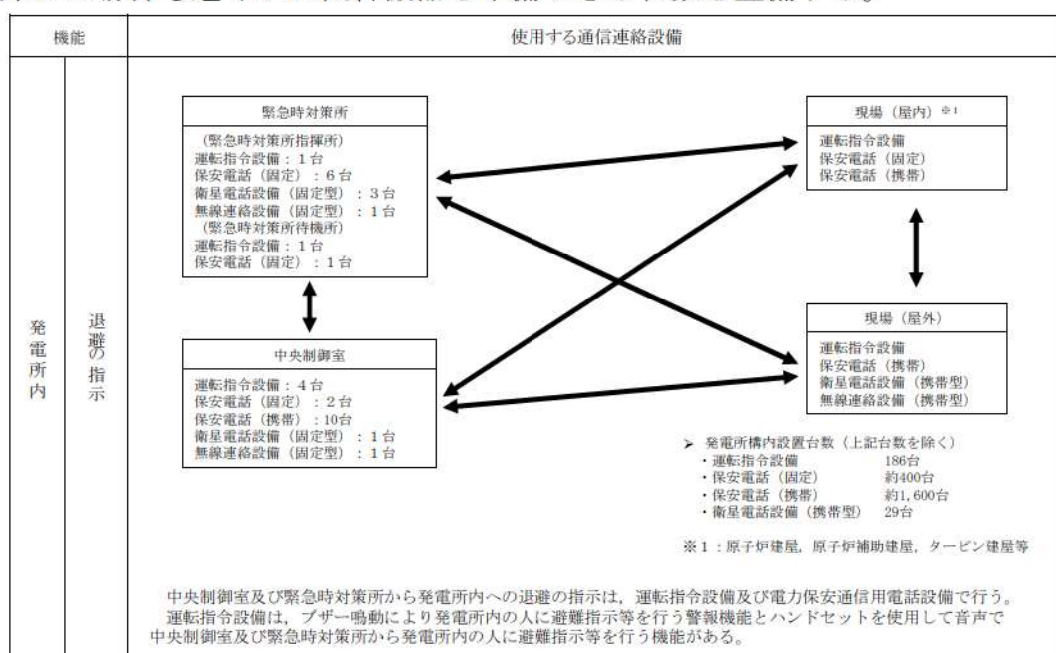 機能
使用する通信連絡設備
発電所内
退避の指示
緊急時対策所
(緊急時対策所指揮所)
運転指令設備:1台
保安電話(固定):6台
衛星電話設備(固定型):3台
無線連絡設備(固定型):1台
(緊急時対策所待機所)
運転指令設備:1台
保安電話(固定):1台
現場(屋内)※1
運転指令設備
保安電話(固定)
保安電話(携帯)
中央制御室
運転指令設備:4台
保安電話(固定):2台
保安電話(携帯):10台
衛星電話設備(固定型):1台
無線連絡設備(固定型):1台
現場(屋外)
運転指令設備
保安電話(携帯)
衛星電話設備(携帯型)
無線連絡設備(携帯型)
➢ 発電所構内設置台数(上記台数を除く)
・運転指令設備 186台
・保安電話(固定) 約400台
・保安電話(携帯) 約1,600台
・衛星電話設備(携帯型) 29台
※1:原子炉建屋,原子炉補助建屋,タービン建屋等
中央制御室及び緊急時対策所から発電所内への退避の指示は,運転指令設備及び電力保安通信用電話設備で行う。
運転指令設備は,ブザー鳴動により発電所内の人に避難指示等を行う警報機能とハンドセットを使用して音声で
中央制御室及び緊急時対策所から発電所内の人に避難指示等を行う機能がある。